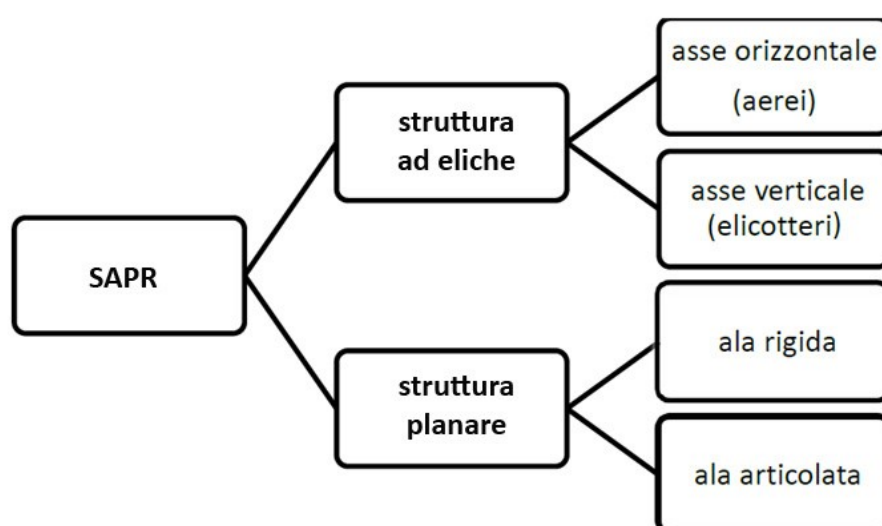 SAPR
struttura
ad eliche
asse orizzontale
(aerei)
asse verticale
(elicotteri)
struttura
planare
ala rigida
ala articolata